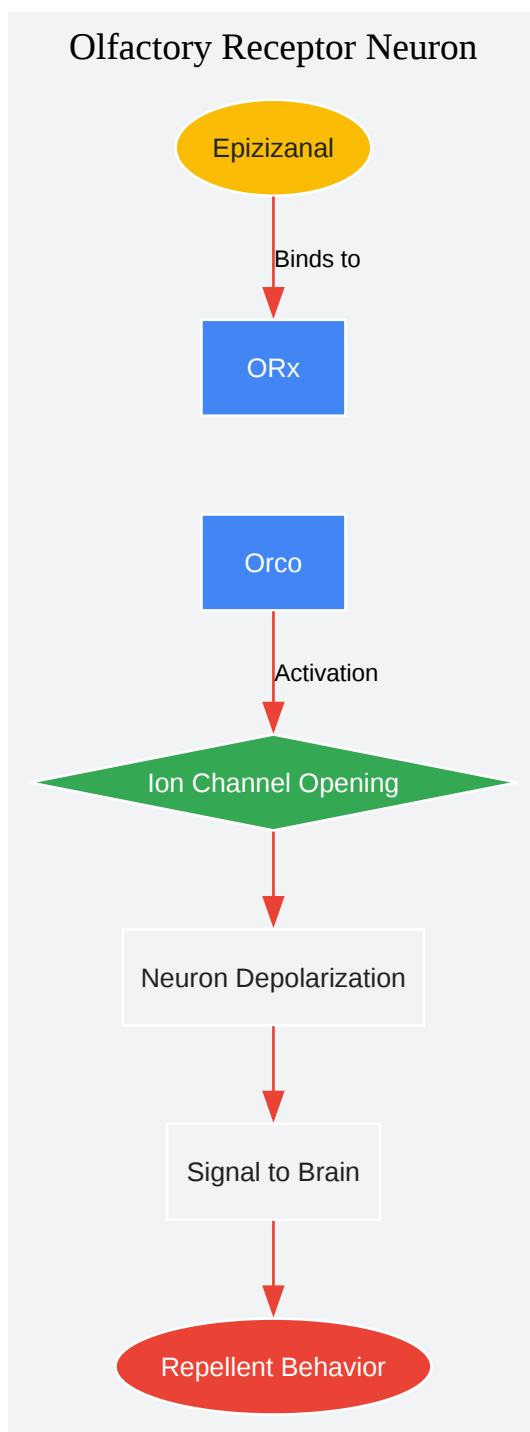 Olfactory Receptor Neuron
Epizizanal
Binds to
ORx
Orco
Activation
Ion Channel Opening
Neuron Depolarization
Signal to Brain
Repellent Behavior